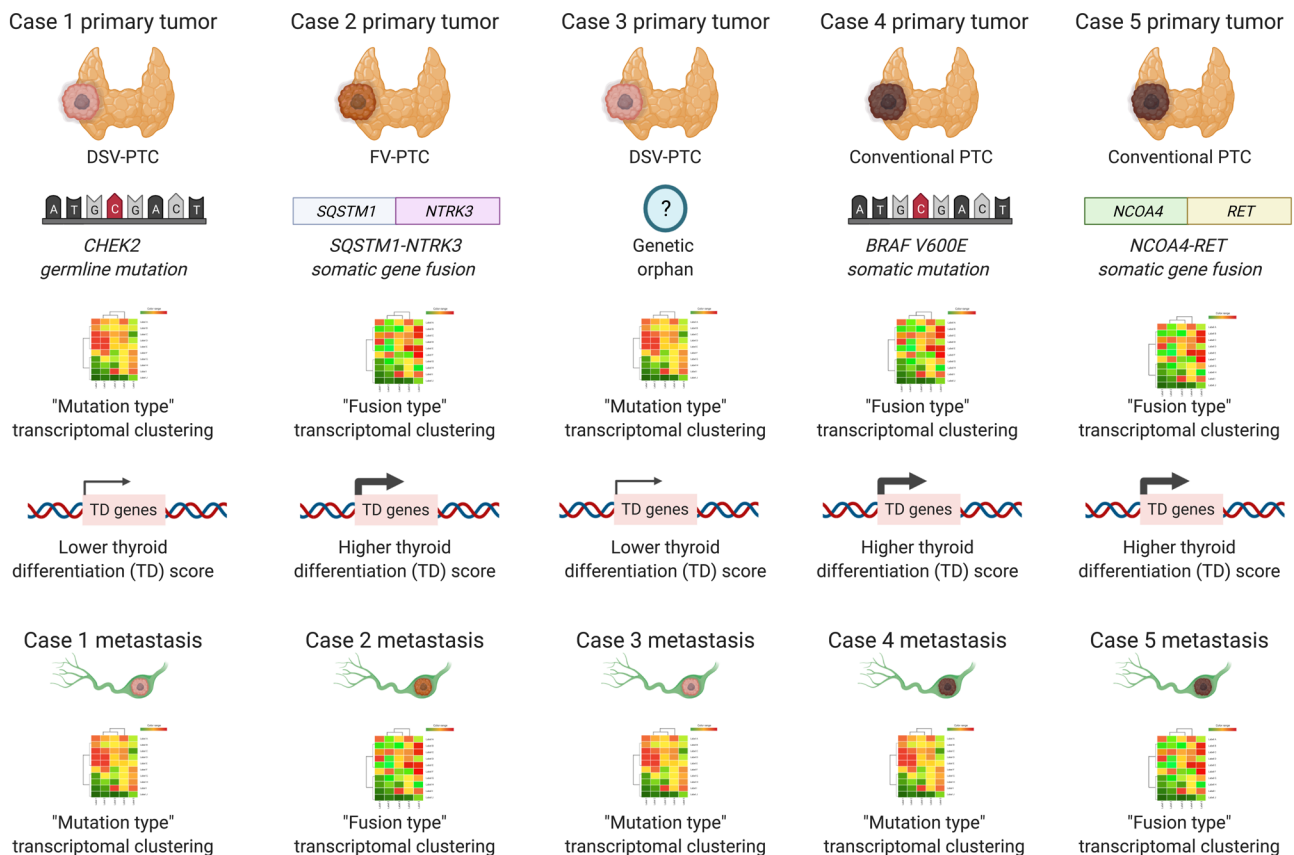 Case 1 primary tumor
Case 2 primary tumor
Case 3 primary tumor
Case 4 primary tumor
Case 5 primary tumor
DSV-PTC
FV-PTC
DSV-PTC
Conventional PTC
Conventional PTC
A T G C G A C T
SQSTM1 NTRK3
?
A T G C G A C T
NCOA4 RET
CHEK2
germline mutation
SQSTM1-NTRK3
somatic gene fusion
Genetic
orphan
BRAF V600E
somatic mutation
NCOA4-RET
somatic gene fusion
"Mutation type"
transcriptomal clustering
"Fusion type"
transcriptomal clustering
"Mutation type"
transcriptomal clustering
"Fusion type"
transcriptomal clustering
"Fusion type"
transcriptomal clustering
TD genes
TD genes
TD genes
TD genes
TD genes
Lower thyroid
differentiation (TD) score
Higher thyroid
differentiation (TD) score
Lower thyroid
differentiation (TD) score
Higher thyroid
differentiation (TD) score
Higher thyroid
differentiation (TD) score
Case 1 metastasis
Case 2 metastasis
Case 3 metastasis
Case 4 metastasis
Case 5 metastasis
"Mutation type"
transcriptomal clustering
"Fusion type"
transcriptomal clustering
"Mutation type"
transcriptomal clustering
"Mutation type"
transcriptomal clustering
"Fusion type"
transcriptomal clustering